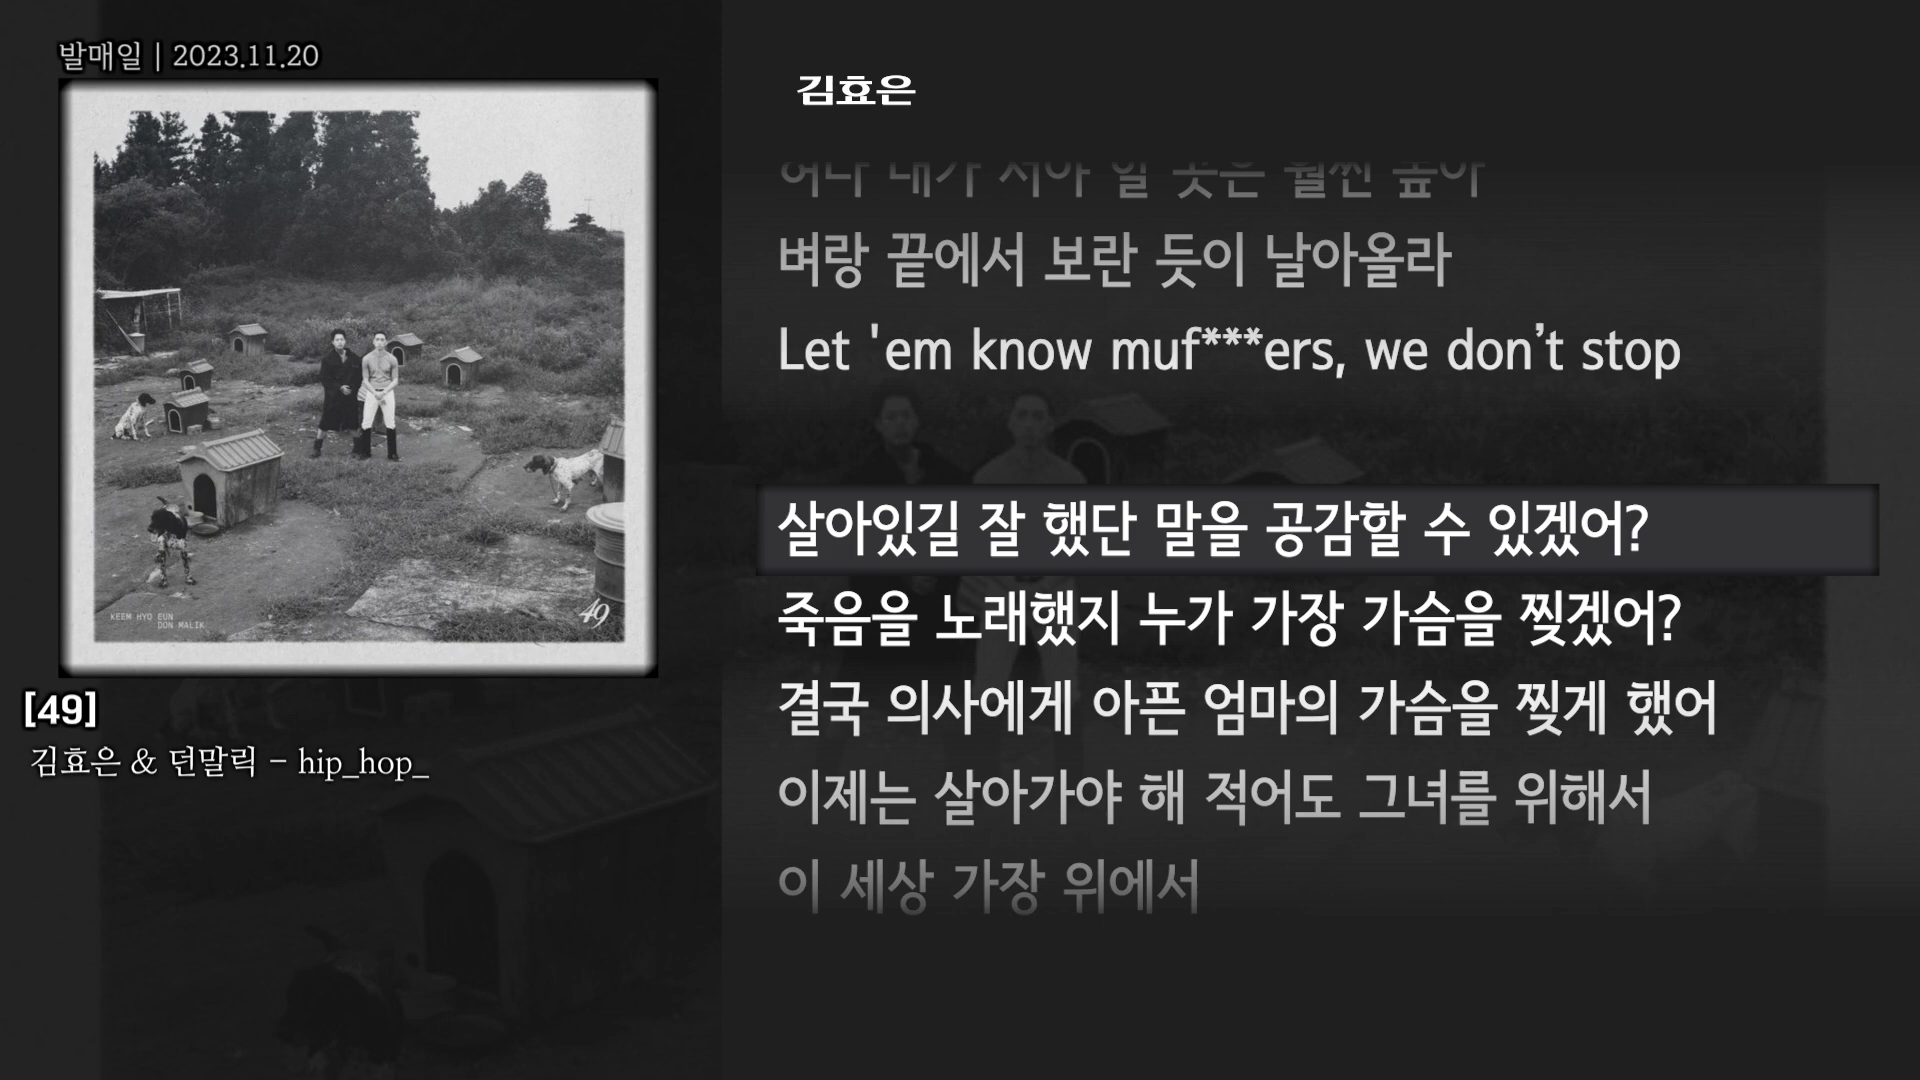 발매일 | 2023.11.20
KEEM HYO EUN
DON MALIK
49
[49]
김효은 & 던말릭 - hip_hop_
김효은
벼랑 끝에서 보란 듯이 날아올라
Let 'em know muf***ers, we don’t stop
살아있길 잘 했단 말을 공감할 수 있겠어?
죽음을 노래했지 누가 가장 가슴을 찢겠어?
결국 의사에게 아픈 엄마의 가슴을 찢게 했어
이제는 살아가야 해 적어도 그녀를 위해서
이 세상 가장 위에서